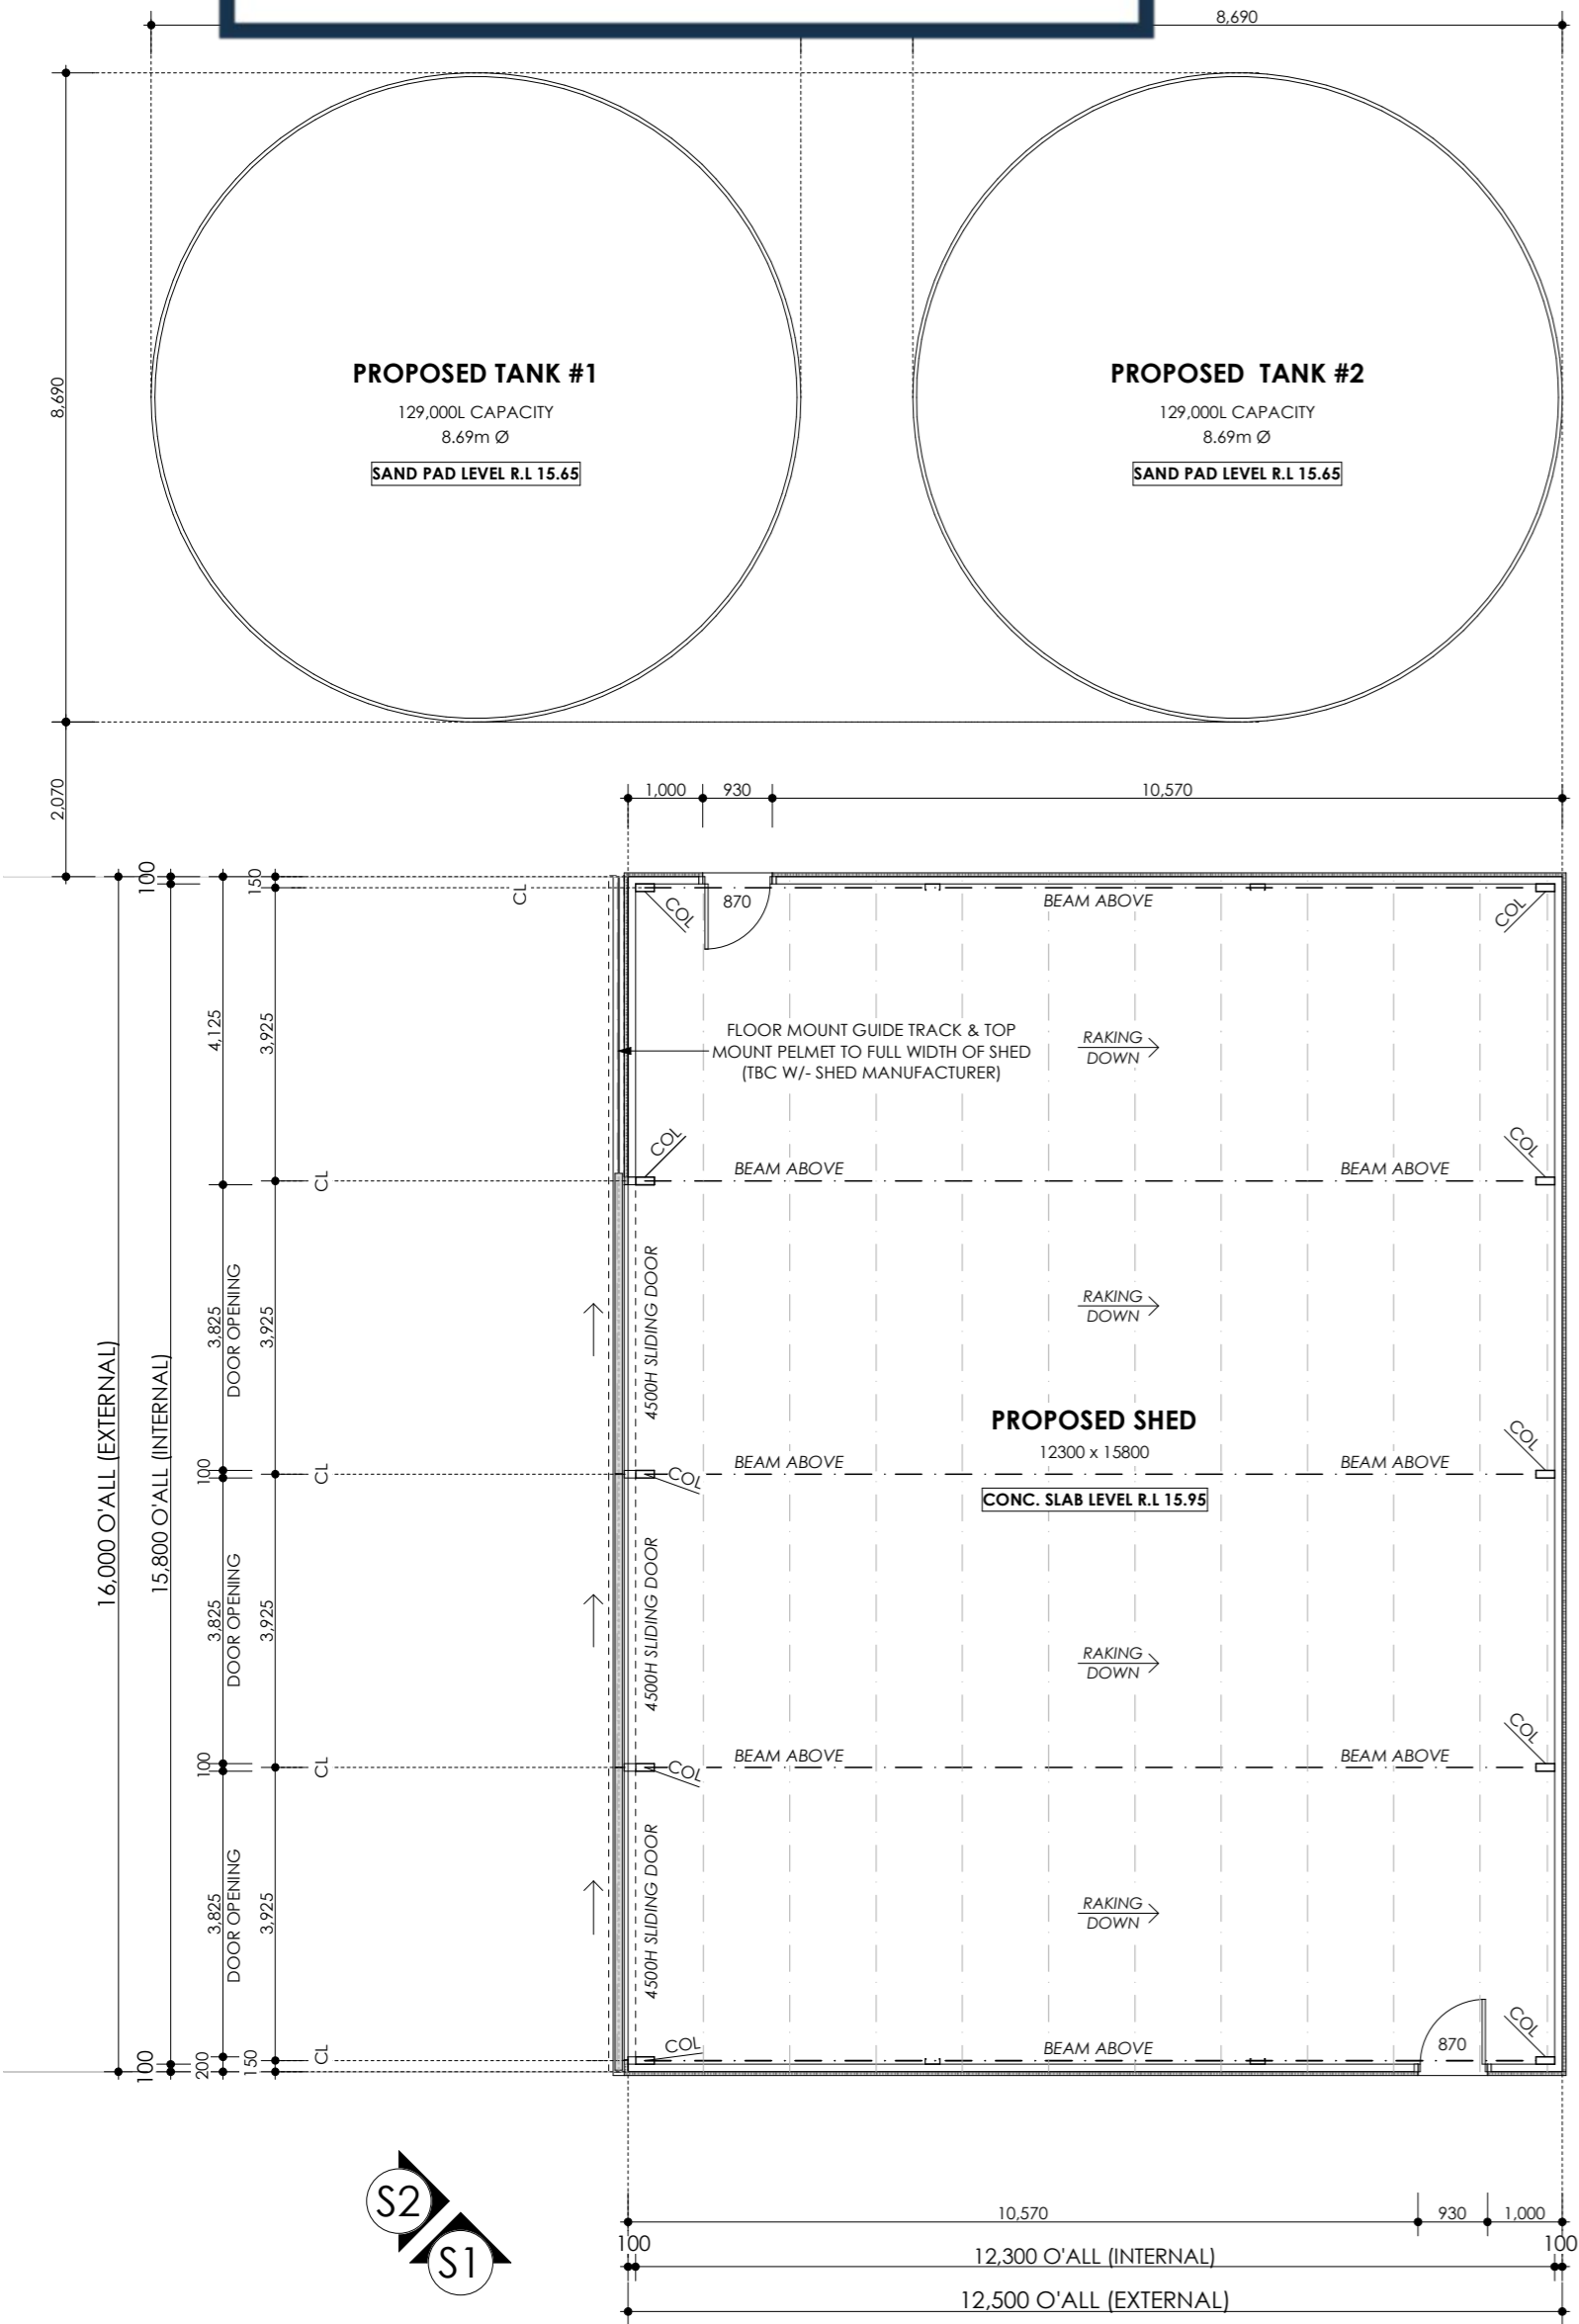 8,690
8,690
PROPOSED TANK #1
129,000L CAPACITY
8.69m Ø
SAND PAD LEVEL R.L 15.65
PROPOSED TANK #2
129,000L CAPACITY
8.69m Ø
SAND PAD LEVEL R.L 15.65
2,070
1,000
930
10,570
100
150
CL
COL
870
BEAM ABOVE
COL
4,125
3,925
FLOOR MOUNT GUIDE TRACK & TOP
MOUNT PELMET TO FULL WIDTH OF SHED
(TBC W/- SHED MANUFACTURER)
RAKING
DOWN
COL
CL
BEAM ABOVE
BEAM ABOVE
COL
3,825
DOOR OPENING
3,925
4500H SLIDING DOOR
RAKING
DOWN
16,000 O'ALL (EXTERNAL)
15,800 O'ALL (INTERNAL)
PROPOSED SHED
12300 x 15800
CONC. SLAB LEVEL R.L 15.95
100
CL
COL
BEAM ABOVE
BEAM ABOVE
COL
3,825
DOOR OPENING
3,925
4500H SLIDING DOOR
RAKING
DOWN
100
CL
COL
BEAM ABOVE
BEAM ABOVE
COL
3,825
DOOR OPENING
3,925
4500H SLIDING DOOR
RAKING
DOWN
100
200
150
CL
COL
BEAM ABOVE
870
COL
S2
S1
10,570
930
1,000
100
12,300 O'ALL (INTERNAL)
100
12,500 O'ALL (EXTERNAL)